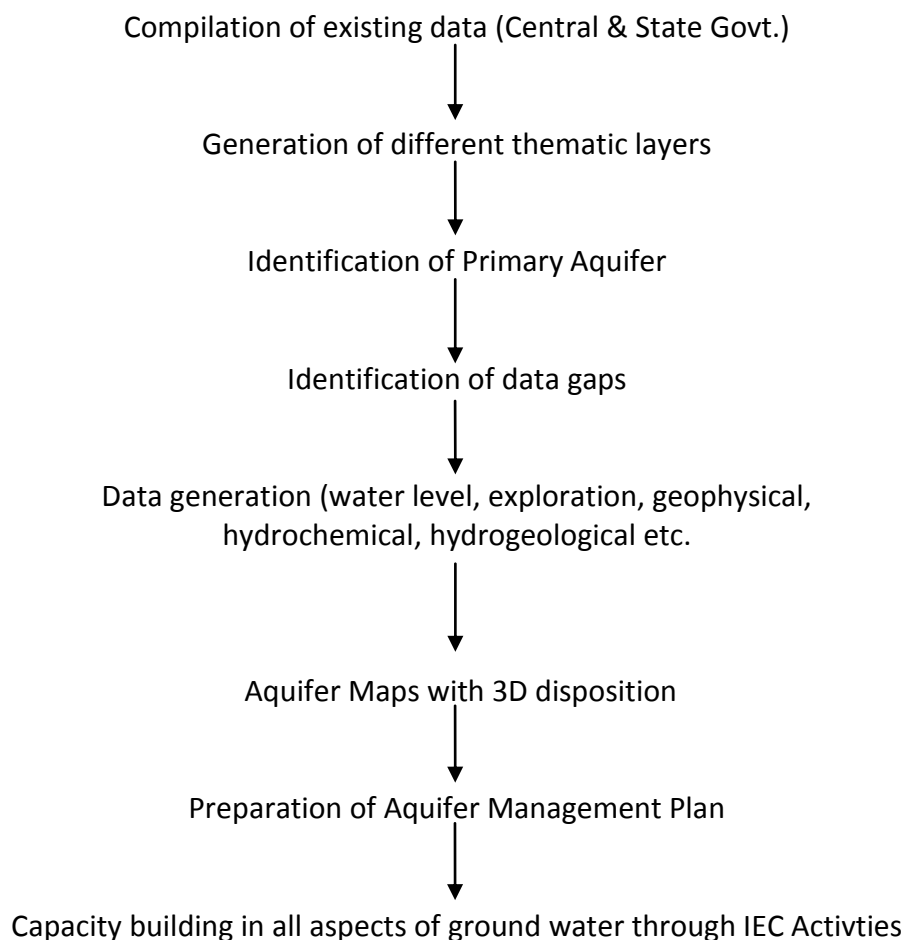 Compilation of existing data (Central & State Govt.)
Generation of different thematic layers
Identification of Primary Aquifer
Identification of data gaps
Data generation (water level, exploration, geophysical,
hydrochemical, hydrogeological etc.
Aquifer Maps with 3D disposition
Preparation of Aquifer Management Plan
Capacity building in all aspects of ground water through IEC Activties